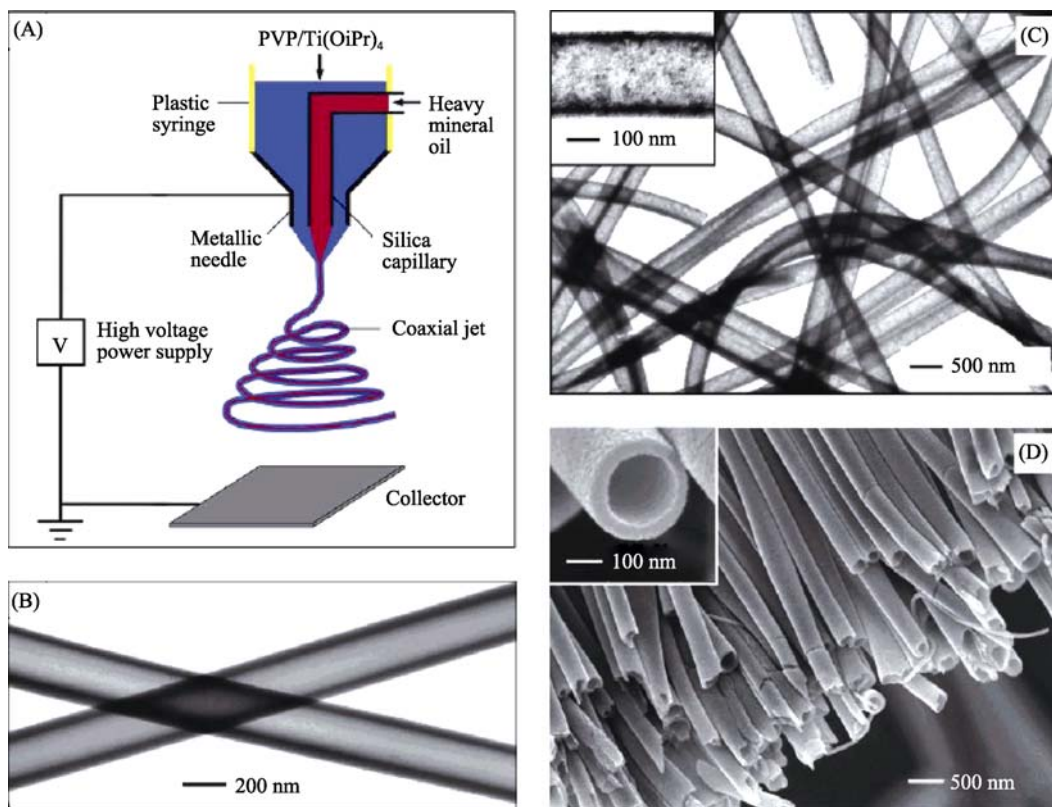 (A)
PVP/Ti(OiPr)4
Plastic
syringe
Heavy
mineral
oil
Metallic
needle
Silica
capillary
V
High voltage
power supply
Coaxial jet
Collector
(B)
200 nm
(C)
100 nm
500 nm
(D)
100 nm
500 nm